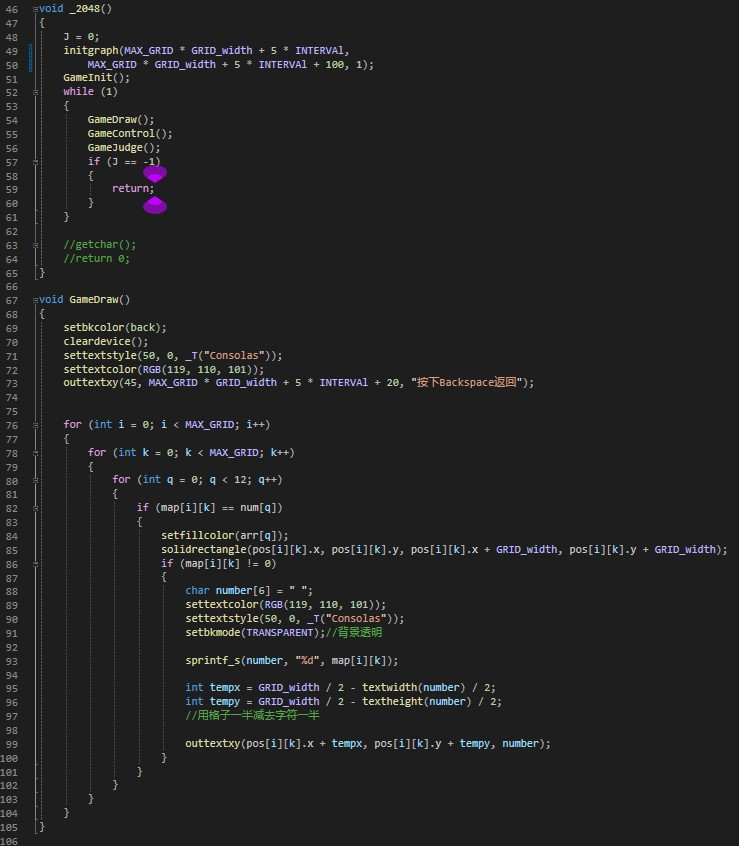 46 void _2048()
47 {
48 J = 0;
49 initgraph(MAX_GRID * GRID_width + 5 * INTERVAl,
50 MAX_GRID * GRID_width + 5 * INTERVAl + 100, 1);
51 GameInit();
52 while (1)
53 {
54 GameDraw();
55 GameControl();
56 GameJudge();
57 if (J == -1)
58 {
59 return;
60 }
61 }
62
63 //getchar();
64 //return 0;
65 }
66
67 void GameDraw()
68 {
69 setbkcolor(back);
70 cleardevice();
71 settextstyle(50, 0, _T("Consolas"));
72 settextcolor(RGB(119, 110, 101));
73 outtextxy(45, MAX_GRID * GRID_width + 5 * INTERVAl + 20, "按下Backspace返回");
74
75
76 for (int i = 0; i < MAX_GRID; i++)
77 {
78 for (int k = 0; k < MAX_GRID; k++)
79 {
80 for (int q = 0; q < 12; q++)
81 {
82 if (map[i][k] == num[q])
83 {
84 setfillcolor(arr[q]);
85 solidrectangle(pos[i][k].x, pos[i][k].y, pos[i][k].x + GRID_width, pos[i][k].y + GRID_width);
86 if (map[i][k] != 0)
87 {
88 char number[6] = " ";
89 settextcolor(RGB(119, 110, 101));
90 settextstyle(50, 0, _T("Consolas"));
91 setbkmode(TRANSPARENT);//背景透明
92
93 sprintf_s(number, "%d", map[i][k]);
94
95 int tempx = GRID_width / 2 - textwidth(number) / 2;
96 int tempy = GRID_width / 2 - textheight(number) / 2;
97 //用格子一半减去字符一半
98
99 outtextxy(pos[i][k].x + tempx, pos[i][k].y + tempy, number);
100 }
101 }
102 }
103 }
104 }
105 }
106